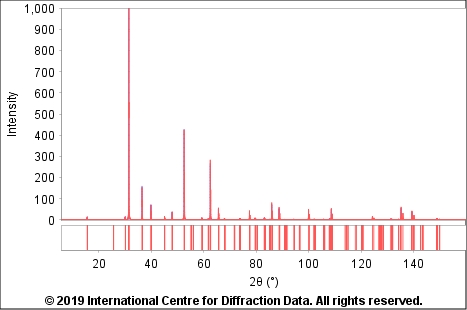 1,000
900
800
700
600
500
400
300
200
100
0
Intensity
20 40 60 80 100 120 140
2θ (°)
© 2019 International Centre for Diffraction Data. All rights reserved.